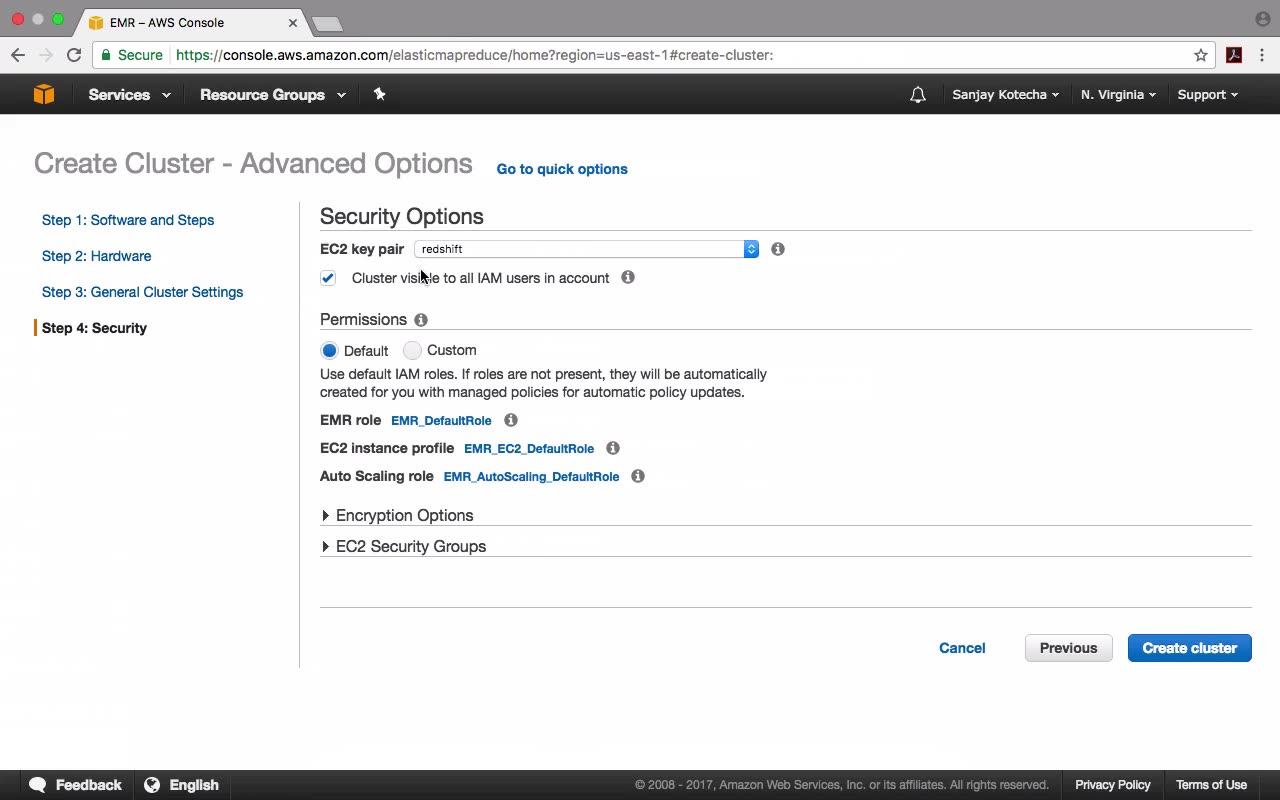 EMR – AWS Console
Secure https://console.aws.amazon.com/elasticmapreduce/home?region=us-east-1#create-cluster:
Services Resource Groups Sanjay Kotecha N. Virginia Support
Create Cluster - Advanced Options Go to quick options
Step 1: Software and Steps
Step 2: Hardware
Step 3: General Cluster Settings
Step 4: Security
Security Options
EC2 key pair redshift
Cluster visible to all IAM users in account
Permissions
Default Custom
Use default IAM roles. If roles are not present, they will be automatically
created for you with managed policies for automatic policy updates.
EMR role EMR_DefaultRole
EC2 instance profile EMR_EC2_DefaultRole
Auto Scaling role EMR_AutoScaling_DefaultRole
Encryption Options
EC2 Security Groups
Cancel Previous Create cluster
Feedback English © 2008 - 2017, Amazon Web Services, Inc. or its affiliates. All rights reserved. Privacy Policy Terms of Use